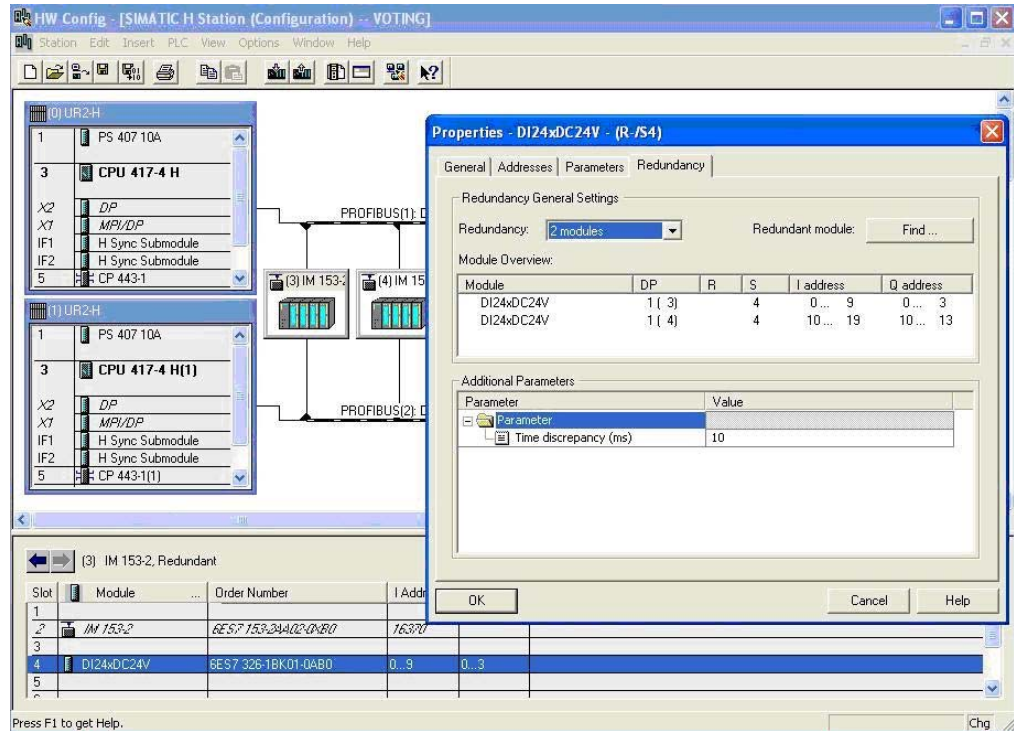 HW Config - [SIMATIC H Station (Configuration) -- VOTING]
Station Edit Insert PLC View Options Window Help
(0) UR2-H
1 PS 407 10A
3 CPU 417-4 H
X2 DP
X1 MPI/DP
IF1 H Sync Submodule
IF2 H Sync Submodule
5 CP 443-1
(1) UR2-H
1 PS 407 10A
3 CPU 417-4 H(1)
X2 DP
X1 MPI/DP
IF1 H Sync Submodule
IF2 H Sync Submodule
5 CP 443-1(1)
PROFIBUS(1): D
(3) IM 153-2
(4) IM 15
PROFIBUS(2): D
Properties - DI24xDC24V - (R-/S4)
General Addresses Parameters Redundancy
Redundancy General Settings
Redundancy: 2 modules Redundant module: Find ...
Module Overview:
Module DP R S I address Q address
DI24xDC24V 1 ( 3) 4 0 ... 9 0 ... 3
DI24xDC24V 1 ( 4) 4 10 ... 19 10 ... 13
Additional Parameters
Parameter Value
Parameter
Time discrepancy (ms) 10
OK Cancel Help
(3) IM 153-2, Redundant
Slot Module ... Order Number I Addr
1
2 IM 153-2 6ES7 153-2AA02-0XB0 16370
3
4 DI24xDC24V 6ES7 326-1BK01-0AB0 0...9 0...3
5
Press F1 to get Help. Chg